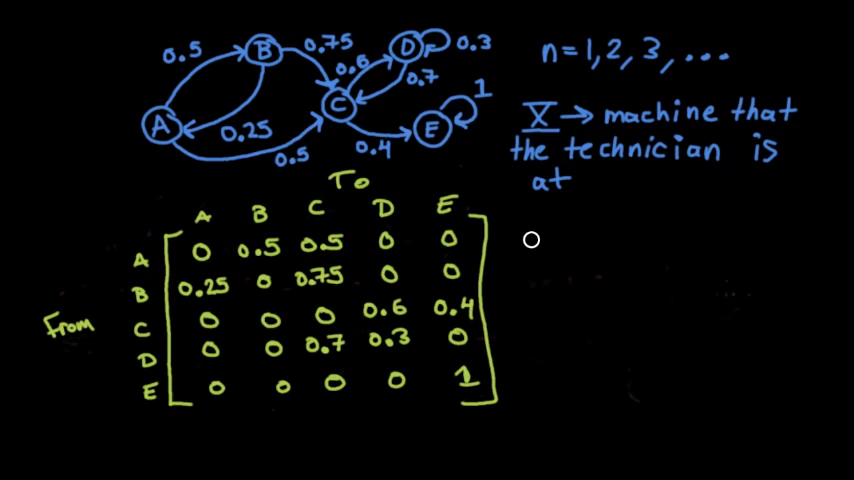 0.5 B 0.75 D 0.3
0.6
0.7
A C E 1
0.25
0.5 0.4
n=1,2,3,...
X → machine that
the technician is
at
To
A B C D E
A 0 0.5 0.5 0 0
B 0.25 0 0.75 0 0
From C 0 0 0 0.6 0.4
D 0 0 0.7 0.3 0
E 0 0 0 0 1